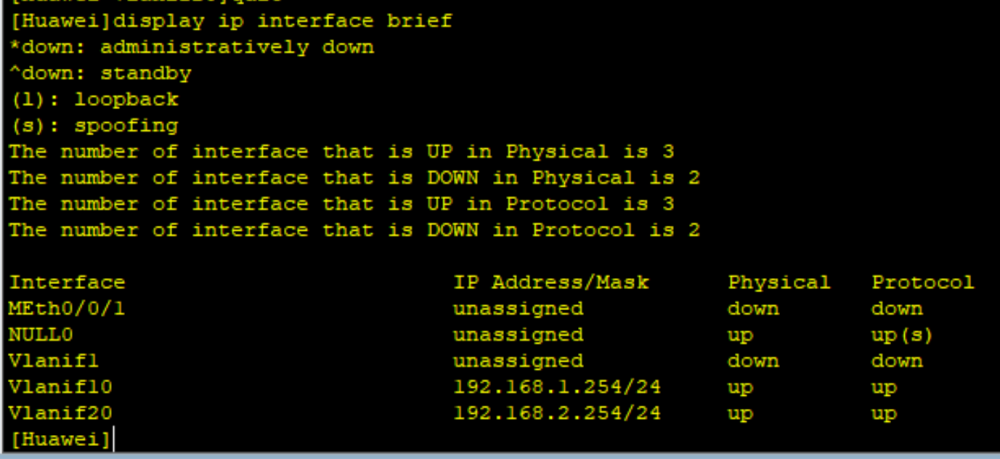 [Huawei]display ip interface brief
*down: administratively down
^down: standby
(l): loopback
(s): spoofing
The number of interface that is UP in Physical is 3
The number of interface that is DOWN in Physical is 2
The number of interface that is UP in Protocol is 3
The number of interface that is DOWN in Protocol is 2
Interface IP Address/Mask Physical Protocol
MEth0/0/1 unassigned down down
NULL0 unassigned up up(s)
Vlanif1 unassigned down down
Vlanif10 192.168.1.254/24 up up
Vlanif20 192.168.2.254/24 up up
[Huawei]